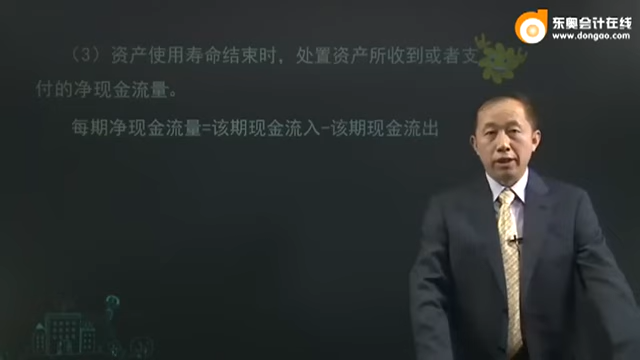 东奥会计在线
www.dongao.com
（3）资产使用寿命结束时，处置资产所收到或者支
付的净现金流量。
每期净现金流量=该期现金流入-该期现金流出